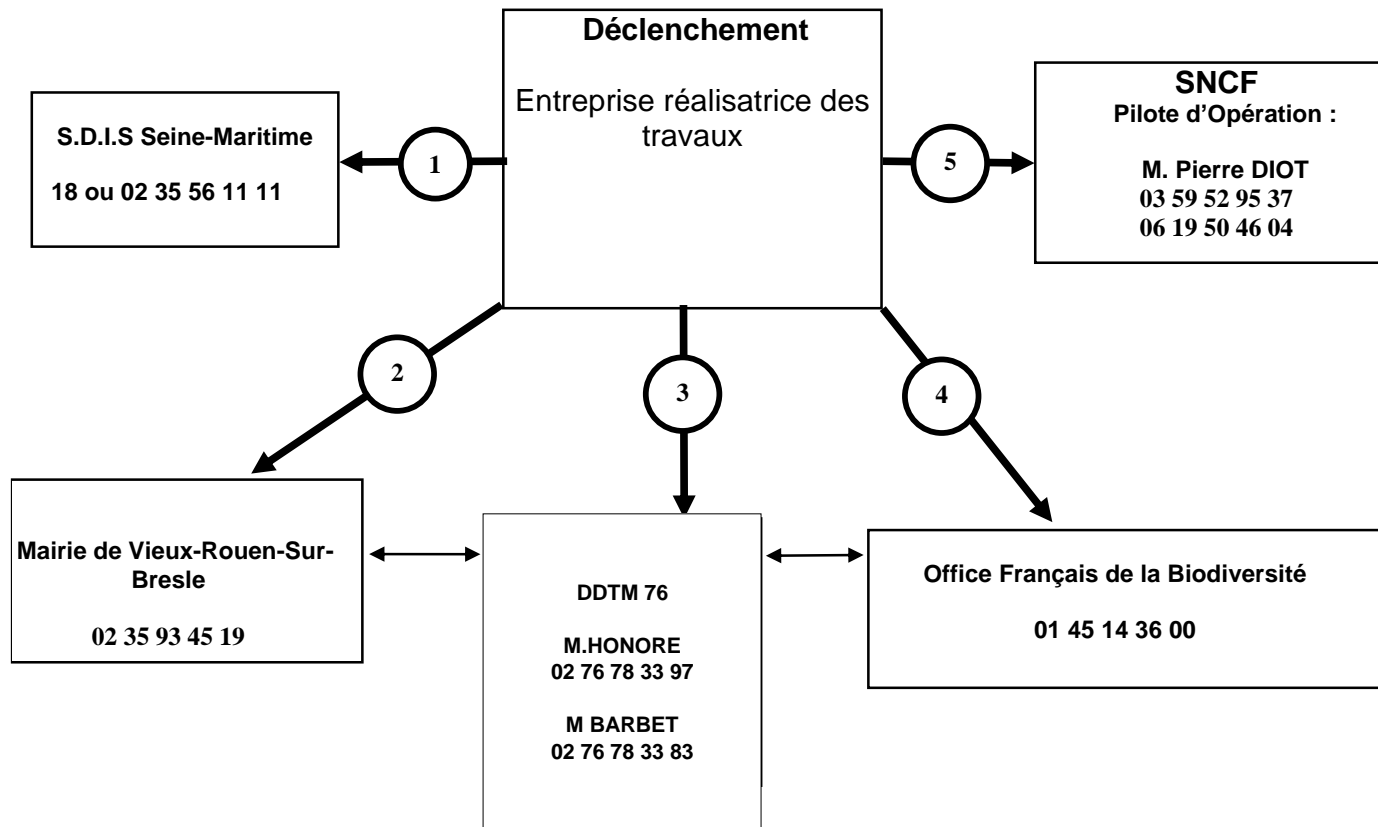 Déclenchement
Entreprise réalisatrice des
travaux
S.D.I.S Seine-Maritime
18 ou 02 35 56 11 11
1
5
SNCF
Pilote d’Opération :
M. Pierre DIOT
03 59 52 95 37
06 19 50 46 04
2
3
4
Mairie de Vieux-Rouen-Sur-
Bresle
02 35 93 45 19
DDTM 76
M.HONORE
02 76 78 33 97
M BARBET
02 76 78 33 83
Office Français de la Biodiversité
01 45 14 36 00